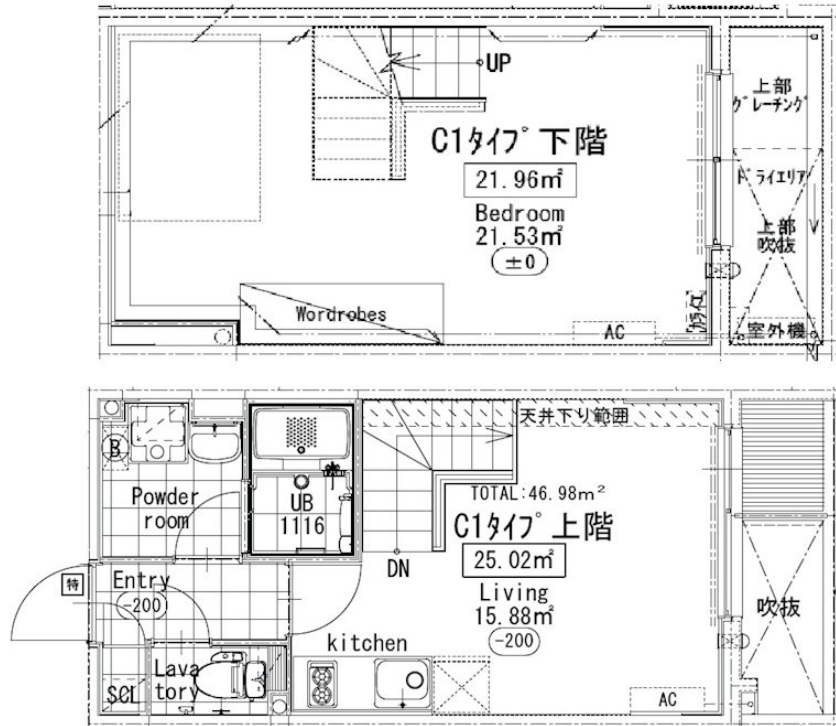 UP
上部
グレーチング
C1タイプ 下階
21.96㎡
Bedroom
21.53㎡
±0
ドライエリア
上部
吹抜
Wordrobes
AC
室外機
天井下り範囲
B
Powder
room
UB
1116
TOTAL:46.98m²
C1タイプ 上階
25.02㎡
DN
Living
15.88㎡
-200
特
Entry
-200
吹抜
kitchen
Lava
tory
SCL
AC